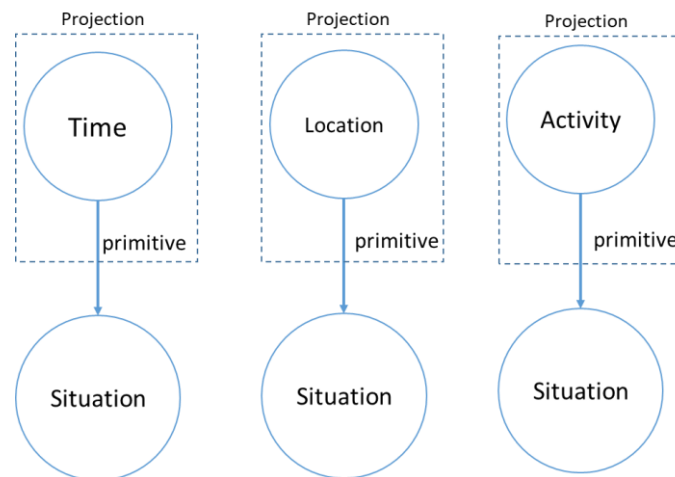 Projection
Projection
Projection
Time
Location
Activity
primitive
primitive
primitive
Situation
Situation
Situation